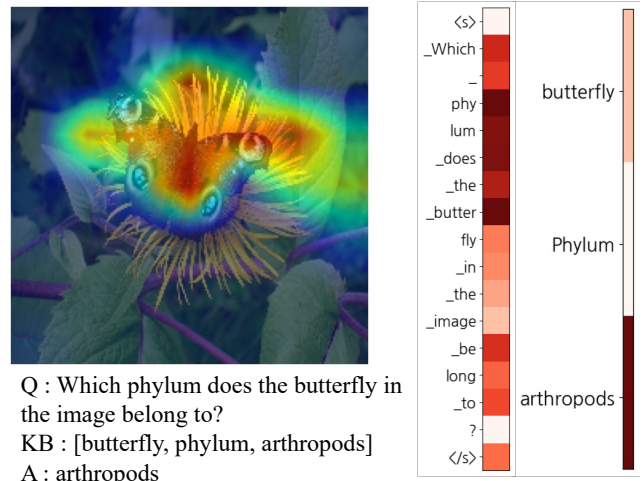 <s>
_Which
_
phy
lum
_does
_the
_butter
fly
_in
_the
_image
_be
long
_to
?
</s>
butterfly
Phylum
arthropods
Q : Which phylum does the butterfly in
the image belong to?
KB : [butterfly, phylum, arthropods]
A : arthropods